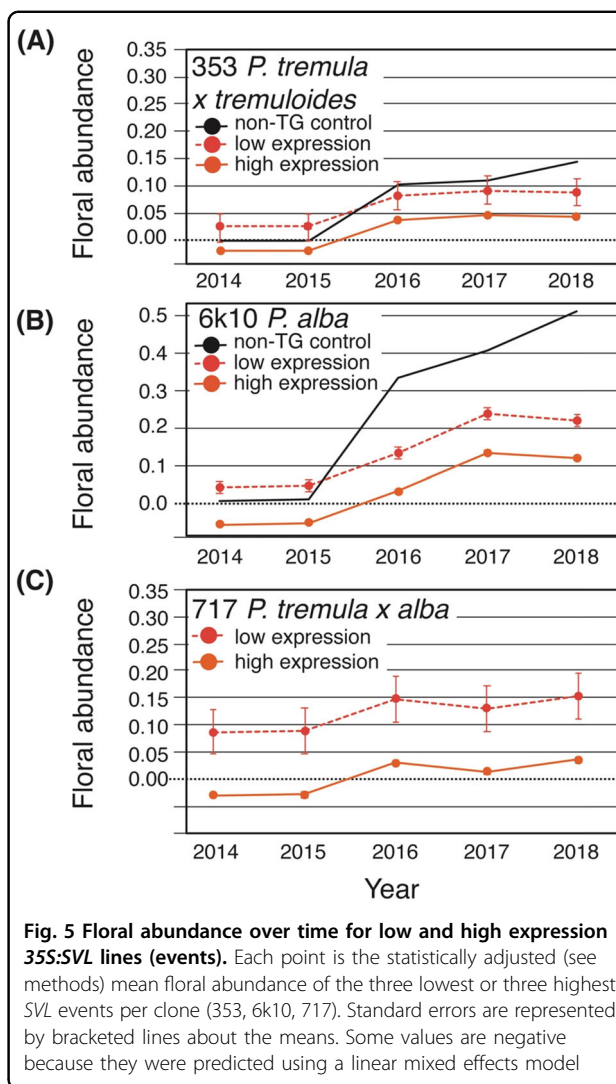 (A)
353 P. tremula
x tremuloides
non-TG control
low expression
high expression
Floral abundance
0.35
0.30
0.25
0.20
0.15
0.10
0.05
0.00
2014 2015 2016 2017 2018
(B)
6k10 P. alba
non-TG control
low expression
high expression
Floral abundance
0.5
0.4
0.3
0.2
0.1
0.0
2014 2015 2016 2017 2018
(C)
717 P. tremula x alba
low expression
high expression
Floral abundance
0.35
0.30
0.25
0.20
0.15
0.10
0.05
0.00
2014 2015 2016 2017 2018
Year
Fig. 5 Floral abundance over time for low and high expression
35S:SVL lines (events). Each point is the statistically adjusted (see
methods) mean floral abundance of the three lowest or three highest
SVL events per clone (353, 6k10, 717). Standard errors are represented
by bracketed lines about the means. Some values are negative
because they were predicted using a linear mixed effects model